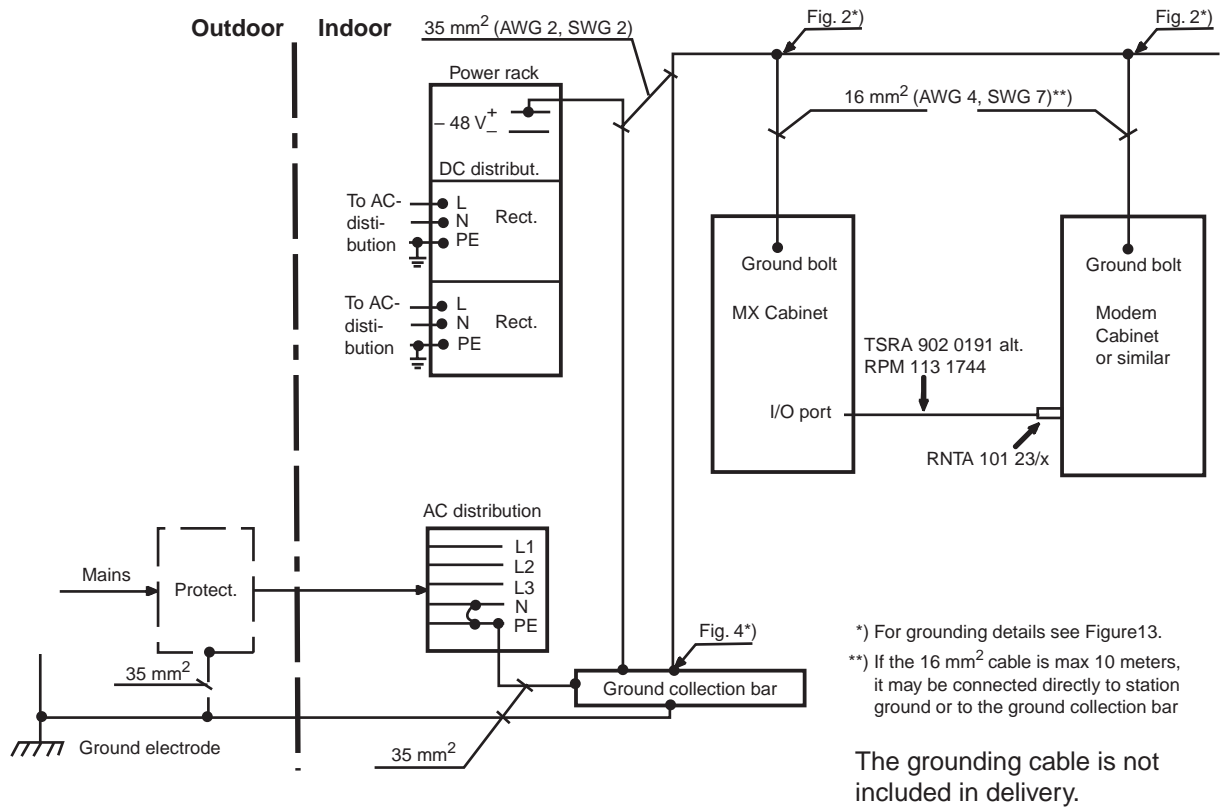 Outdoor
Indoor
35 mm² (AWG 2, SWG 2)
Fig. 2*)
Fig. 2*)
Power rack
+
– 48 V
–
DC distribut.
16 mm² (AWG 4, SWG 7)**)
To AC-
disti-
bution
L
N
PE
Rect.
To AC-
disti-
bution
L
N
PE
Rect.
Ground bolt
MX Cabinet
I/O port
Ground bolt
Modem
Cabinet
or similar
TSRA 902 0191 alt.
RPM 113 1744
RNTA 101 23/x
AC distribution
L1
L2
L3
N
PE
Mains
Protect.
35 mm²
Ground electrode
35 mm²
Fig. 4*)
Ground collection bar
*) For grounding details see Figure13.
**) If the 16 mm² cable is max 10 meters,
it may be connected directly to station
ground or to the ground collection bar
The grounding cable is not
included in delivery.